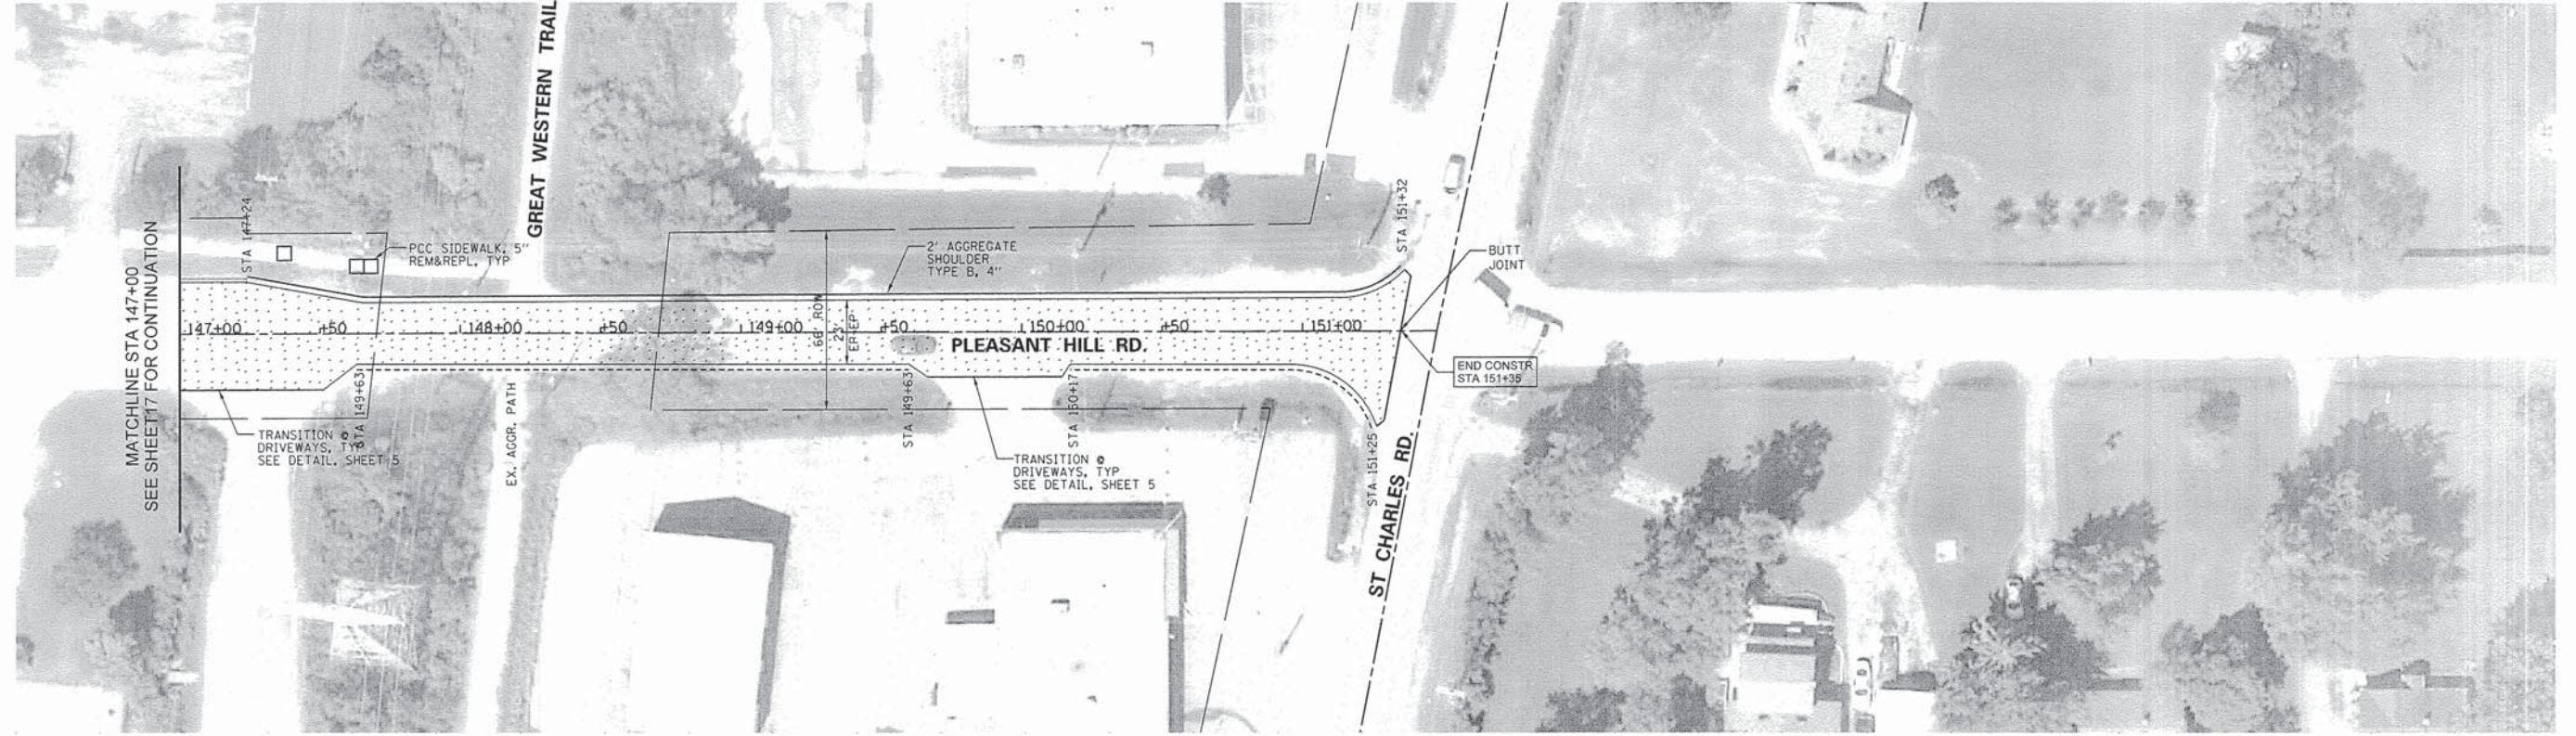 MATCHLINE STA 147+00
SEE SHEET17 FOR CONTINUATION
STA 147+24
PCC SIDEWALK, 5"
REM&REPL, TYP
GREAT WESTERN TRAIL
2' AGGREGATE
SHOULDER
TYPE B, 4"
STA 151+32
BUTT
JOINT
147+00
+50
148+00
+50
149+00
+50
150+00
+50
151+00
66' ROW
23'
EP-EP
PLEASANT HILL RD.
END CONSTR
STA 151+35
STA 149+63
TRANSITION @
DRIVEWAYS, TYP
SEE DETAIL, SHEET 5
EX. AGGR. PATH
STA 149+63
STA 150+17
TRANSITION @
DRIVEWAYS, TYP
SEE DETAIL, SHEET 5
STA 151+25
ST CHARLES RD.